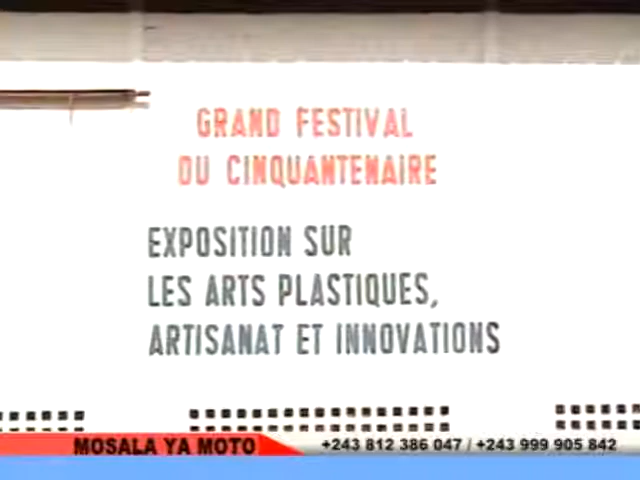 GRAND FESTIVAL
DU CINQUANTENAIRE
EXPOSITION SUR
LES ARTS PLASTIQUES,
ARTISANAT ET INNOVATIONS
MOSALA YA MOTO
+243 812 386 047 / +243 999 905 842